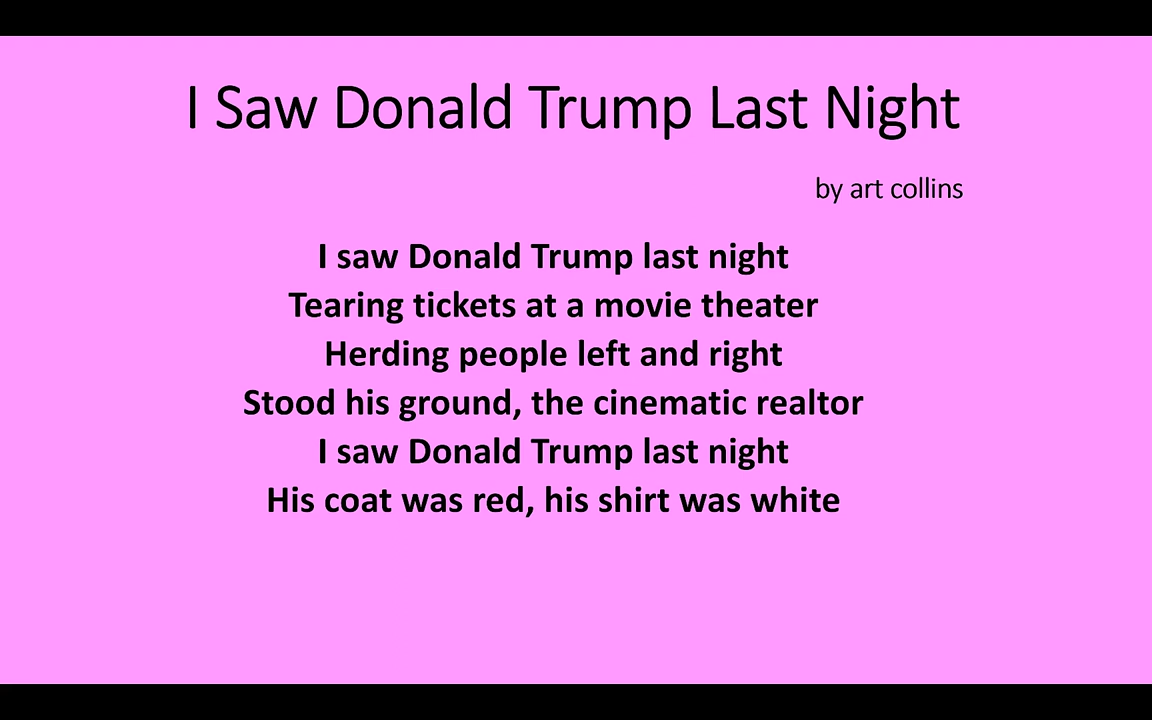 I Saw Donald Trump Last Night
by art collins
I saw Donald Trump last night
Tearing tickets at a movie theater
Herding people left and right
Stood his ground, the cinematic realtor
I saw Donald Trump last night
His coat was red, his shirt was white